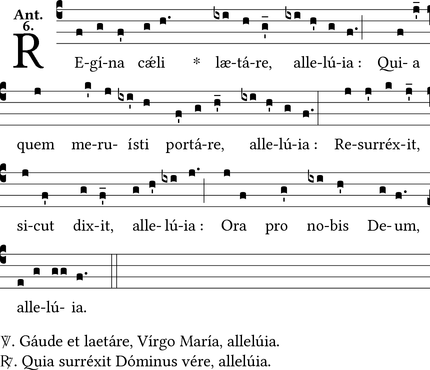 Ant.
6.
RE-gí-na cǽli * læ-tá-re, alle-lú-ia : Qui- a
quem me-ru- ísti portá-re, alle-lú-ia : Re-surréx-it,
si-cut dix-it, alle- lú-ia : Ora pro no-bis De-um,
alle-lú- ia.
℣. Gáude et laetáre, Vírgo María, allelúia.
℟. Quia surréxit Dóminus vére, allelúia.